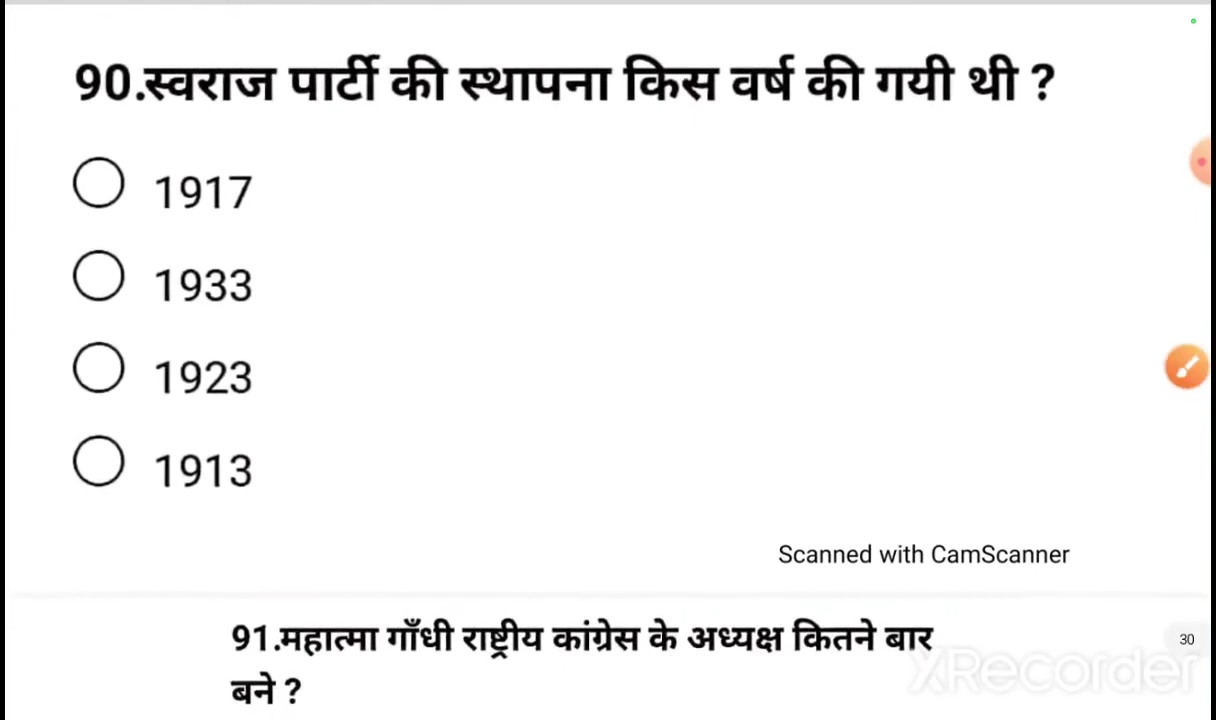 90.स्वराज पार्टी की स्थापना किस वर्ष की गयी थी ?
1917
1933
1923
1913
Scanned with CamScanner
91.महात्मा गाँधी राष्ट्रीय कांग्रेस के अध्यक्ष कितने बार
बने ?
30
XRecorder